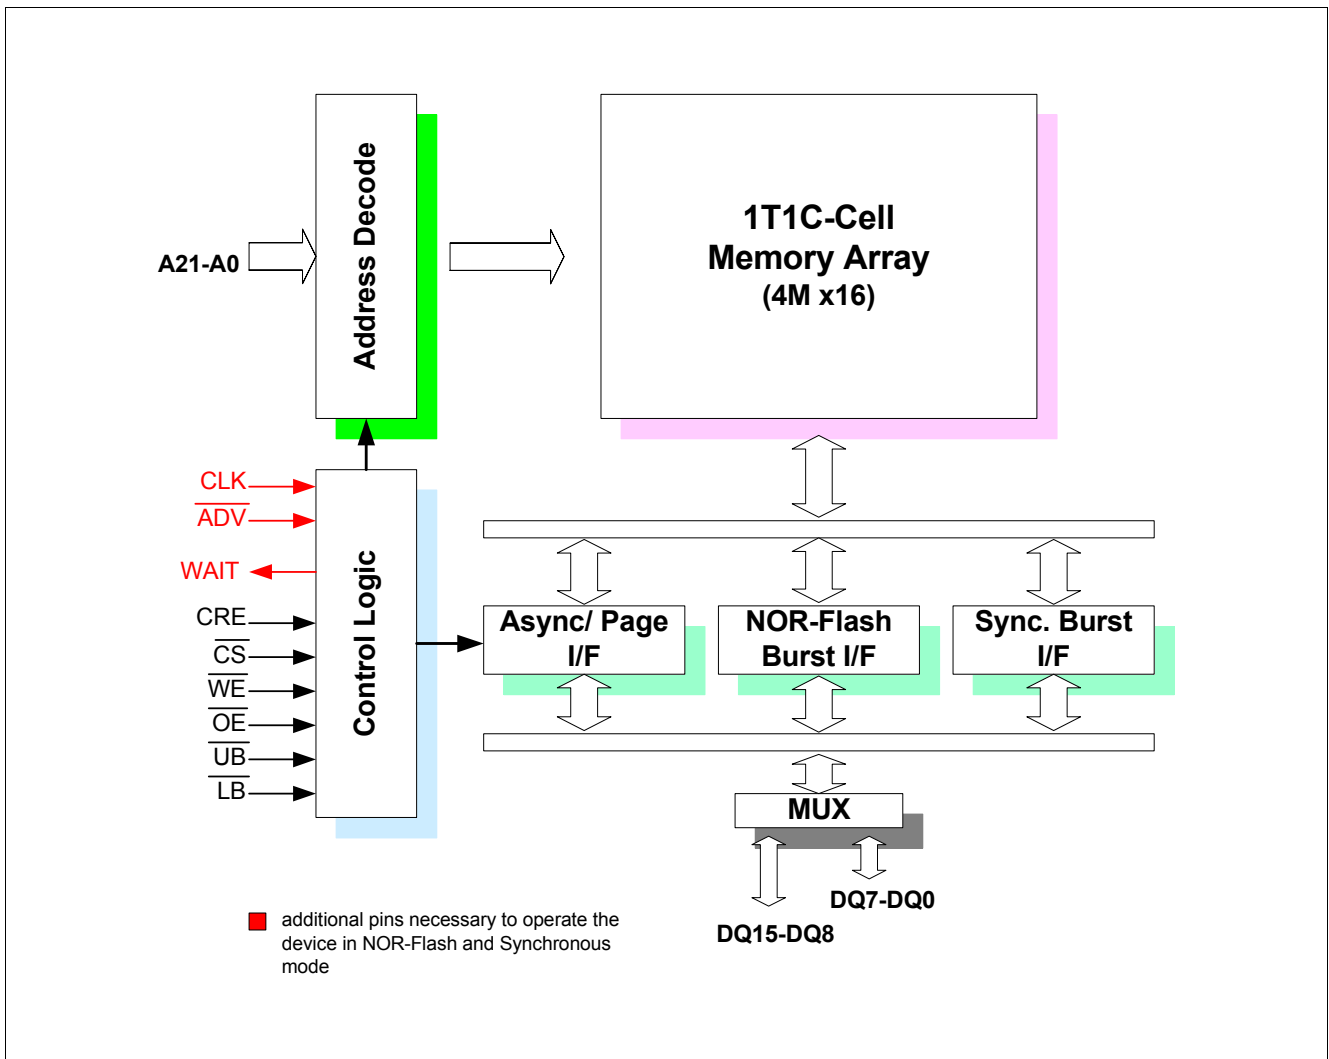 Address Decode
1T1C-Cell
Memory Array
(4M x16)
A21-A0
CLK
ADV
WAIT
CRE
CS
WE
OE
UB
LB
Control Logic
Async/ Page
I/F
NOR-Flash
Burst I/F
Sync. Burst
I/F
MUX
DQ7-DQ0
DQ15-DQ8
additional pins necessary to operate the
device in NOR-Flash and Synchronous
mode